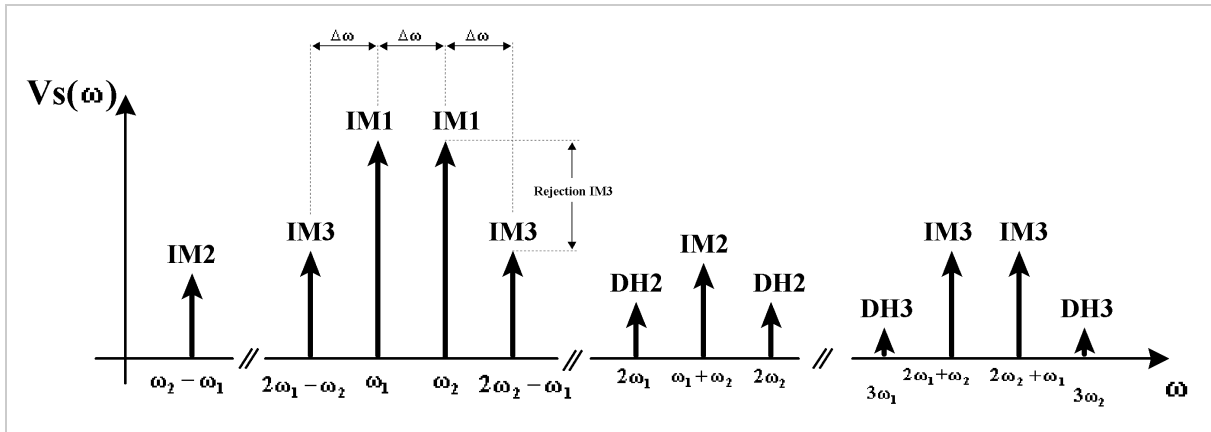 Δω Δω Δω
Vs(ω)
IM1 IM1
Rejection IM3
IM2 IM3 IM3 DH2 IM2 DH2 DH3 IM3 IM3 DH3
ω₂ − ω₁ // 2ω₁ − ω₂ ω₁ ω₂ 2ω₂ − ω₁ // 2ω₁ ω₁ + ω₂ 2ω₂ // 3ω₁ 2ω₁ + ω₂ 2ω₂ + ω₁ 3ω₂ ω